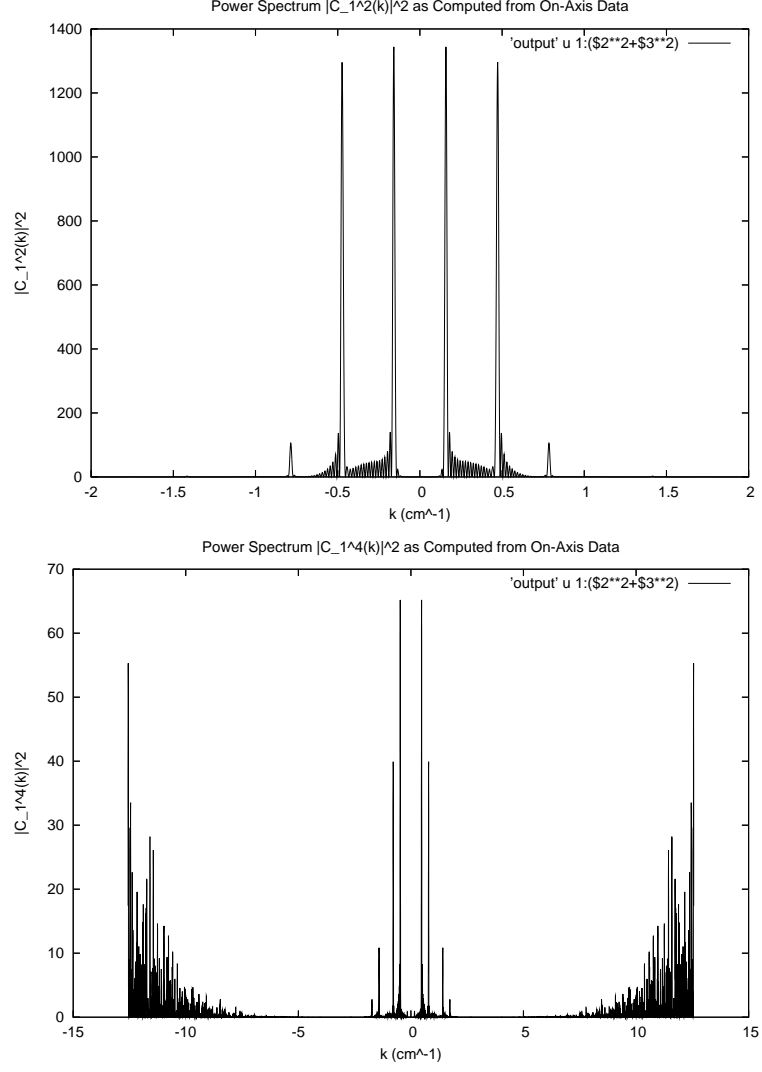 Power Spectrum |C_1^2(k)|^2 as Computed from On-Axis Data
1400
1200
1000
800
600
400
200
0
|C_1^2(k)|^2
'output' u 1:($2**2+$3**2)
-2 -1.5 -1 -0.5 0 0.5 1 1.5 2
k (cm^-1)
Power Spectrum |C_1^4(k)|^2 as Computed from On-Axis Data
70
60
50
40
30
20
10
0
|C_1^4(k)|^2
'output' u 1:($2**2+$3**2)
-15 -10 -5 0 5 10 15
k (cm^-1)